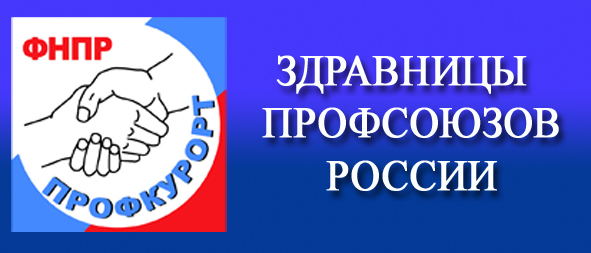 ФНПР
ПРОФКУРОРТ
ЗДРАВНИЦЫ
ПРОФСОЮЗОВ
РОССИИ